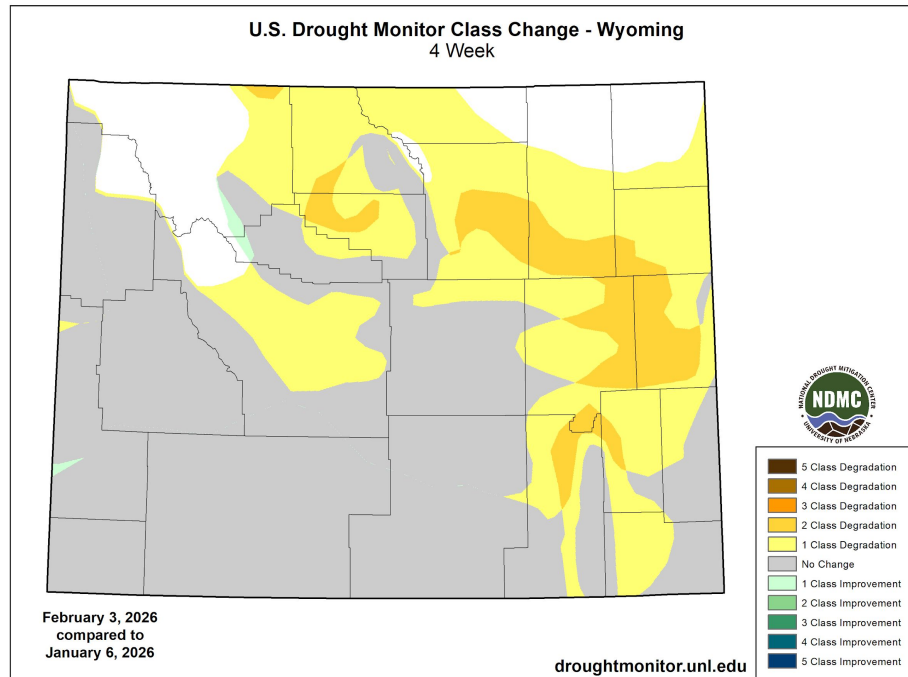 U.S. Drought Monitor Class Change - Wyoming
4 Week
NATIONAL DROUGHT MITIGATION CENTER
NDMC
UNIVERSITY OF NEBRASKA
5 Class Degradation
4 Class Degradation
3 Class Degradation
2 Class Degradation
1 Class Degradation
No Change
1 Class Improvement
2 Class Improvement
3 Class Improvement
4 Class Improvement
5 Class Improvement
February 3, 2026
compared to
January 6, 2026
droughtmonitor.unl.edu